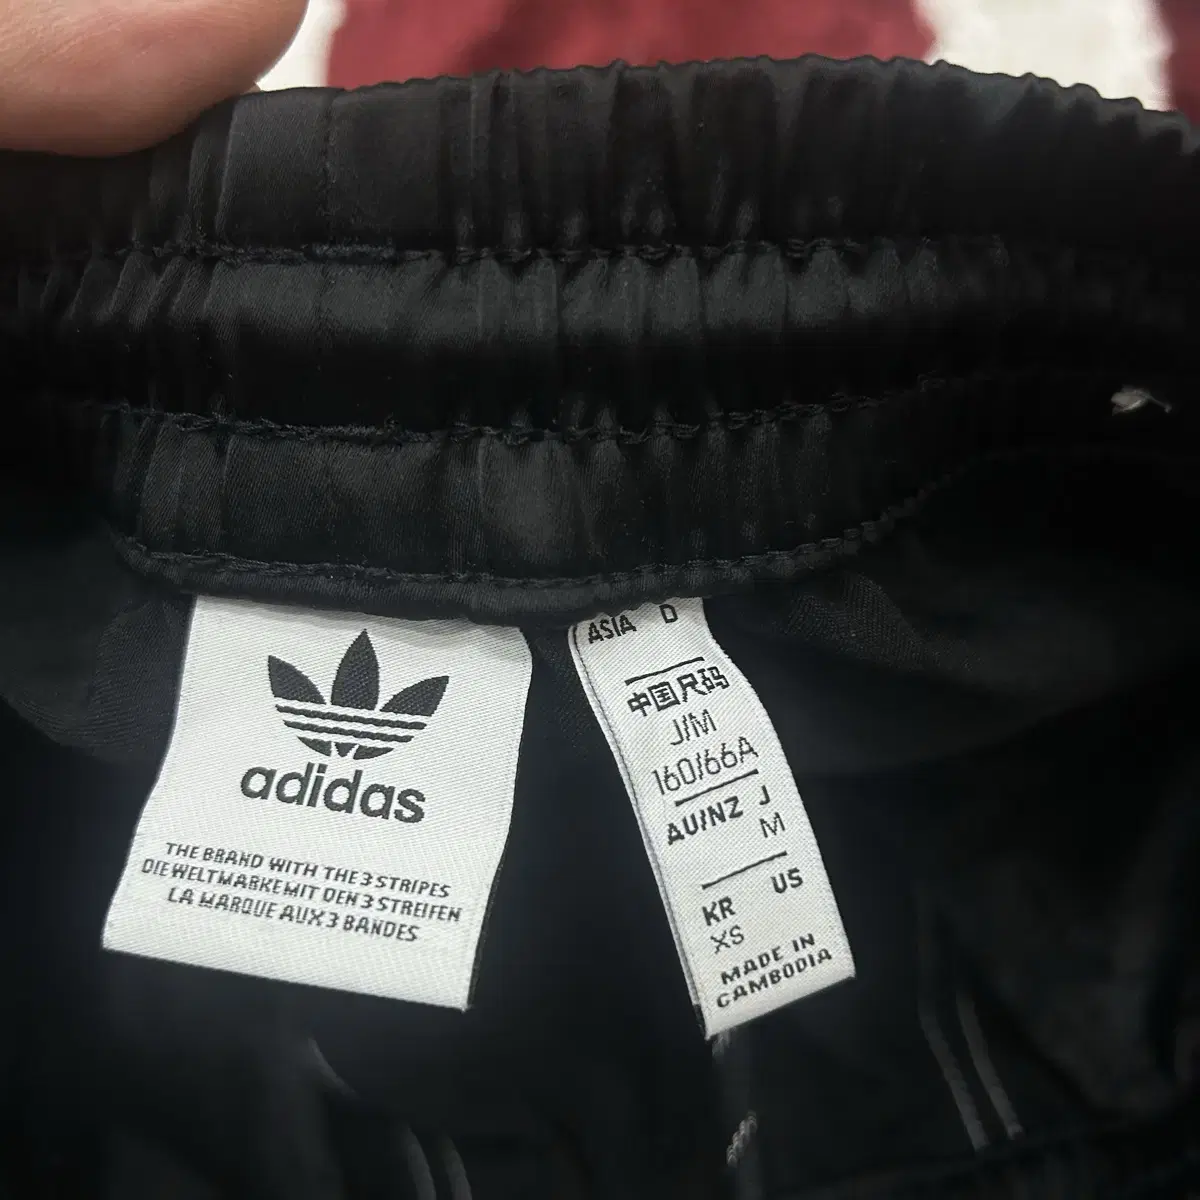 adidas
THE BRAND WITH THE 3 STRIPES
DIE WELTMARKE MIT DEN 3 STREIFEN
LA MARQUE AUX 3 BANDES
ASIA D
中国尺码
J/M
160/66A
AU/NZ J
M
US
KR
XS
MADE IN
CAMBODIA